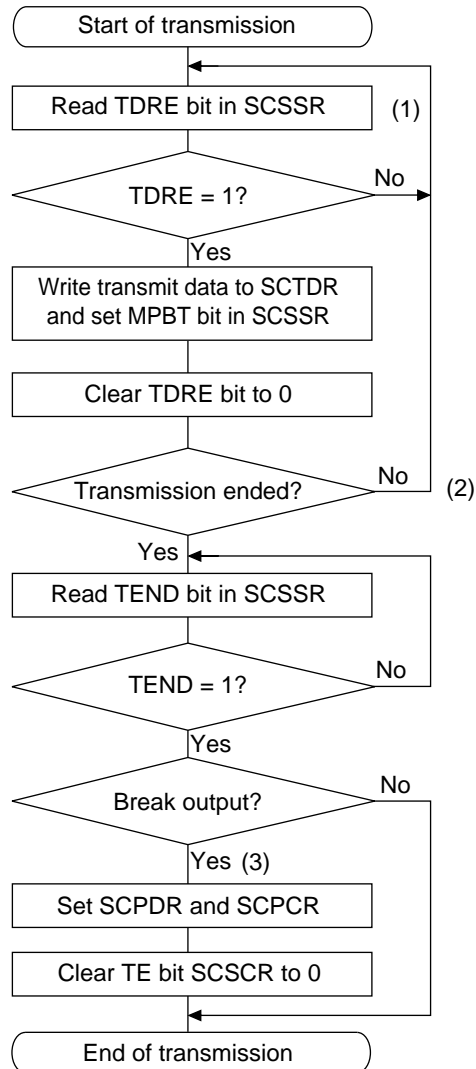 Start of transmission
Read TDRE bit in SCSSR
(1)
TDRE = 1?
No
Yes
Write transmit data to SCTDR
and set MPBT bit in SCSSR
Clear TDRE bit to 0
Transmission ended?
No
(2)
Yes
Read TEND bit in SCSSR
TEND = 1?
No
Yes
Break output?
No
Yes (3)
Set SCPDR and SCPCR
Clear TE bit SCSCR to 0
End of transmission